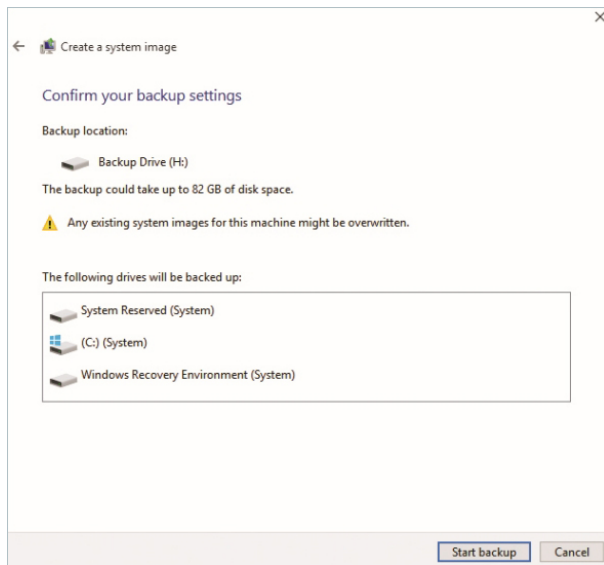 Create a system image
Confirm your backup settings
Backup location:
Backup Drive (H:)
The backup could take up to 82 GB of disk space.
Any existing system images for this machine might be overwritten.
The following drives will be backed up:
System Reserved (System)
(C:) (System)
Windows Recovery Environment (System)
Start backup
Cancel